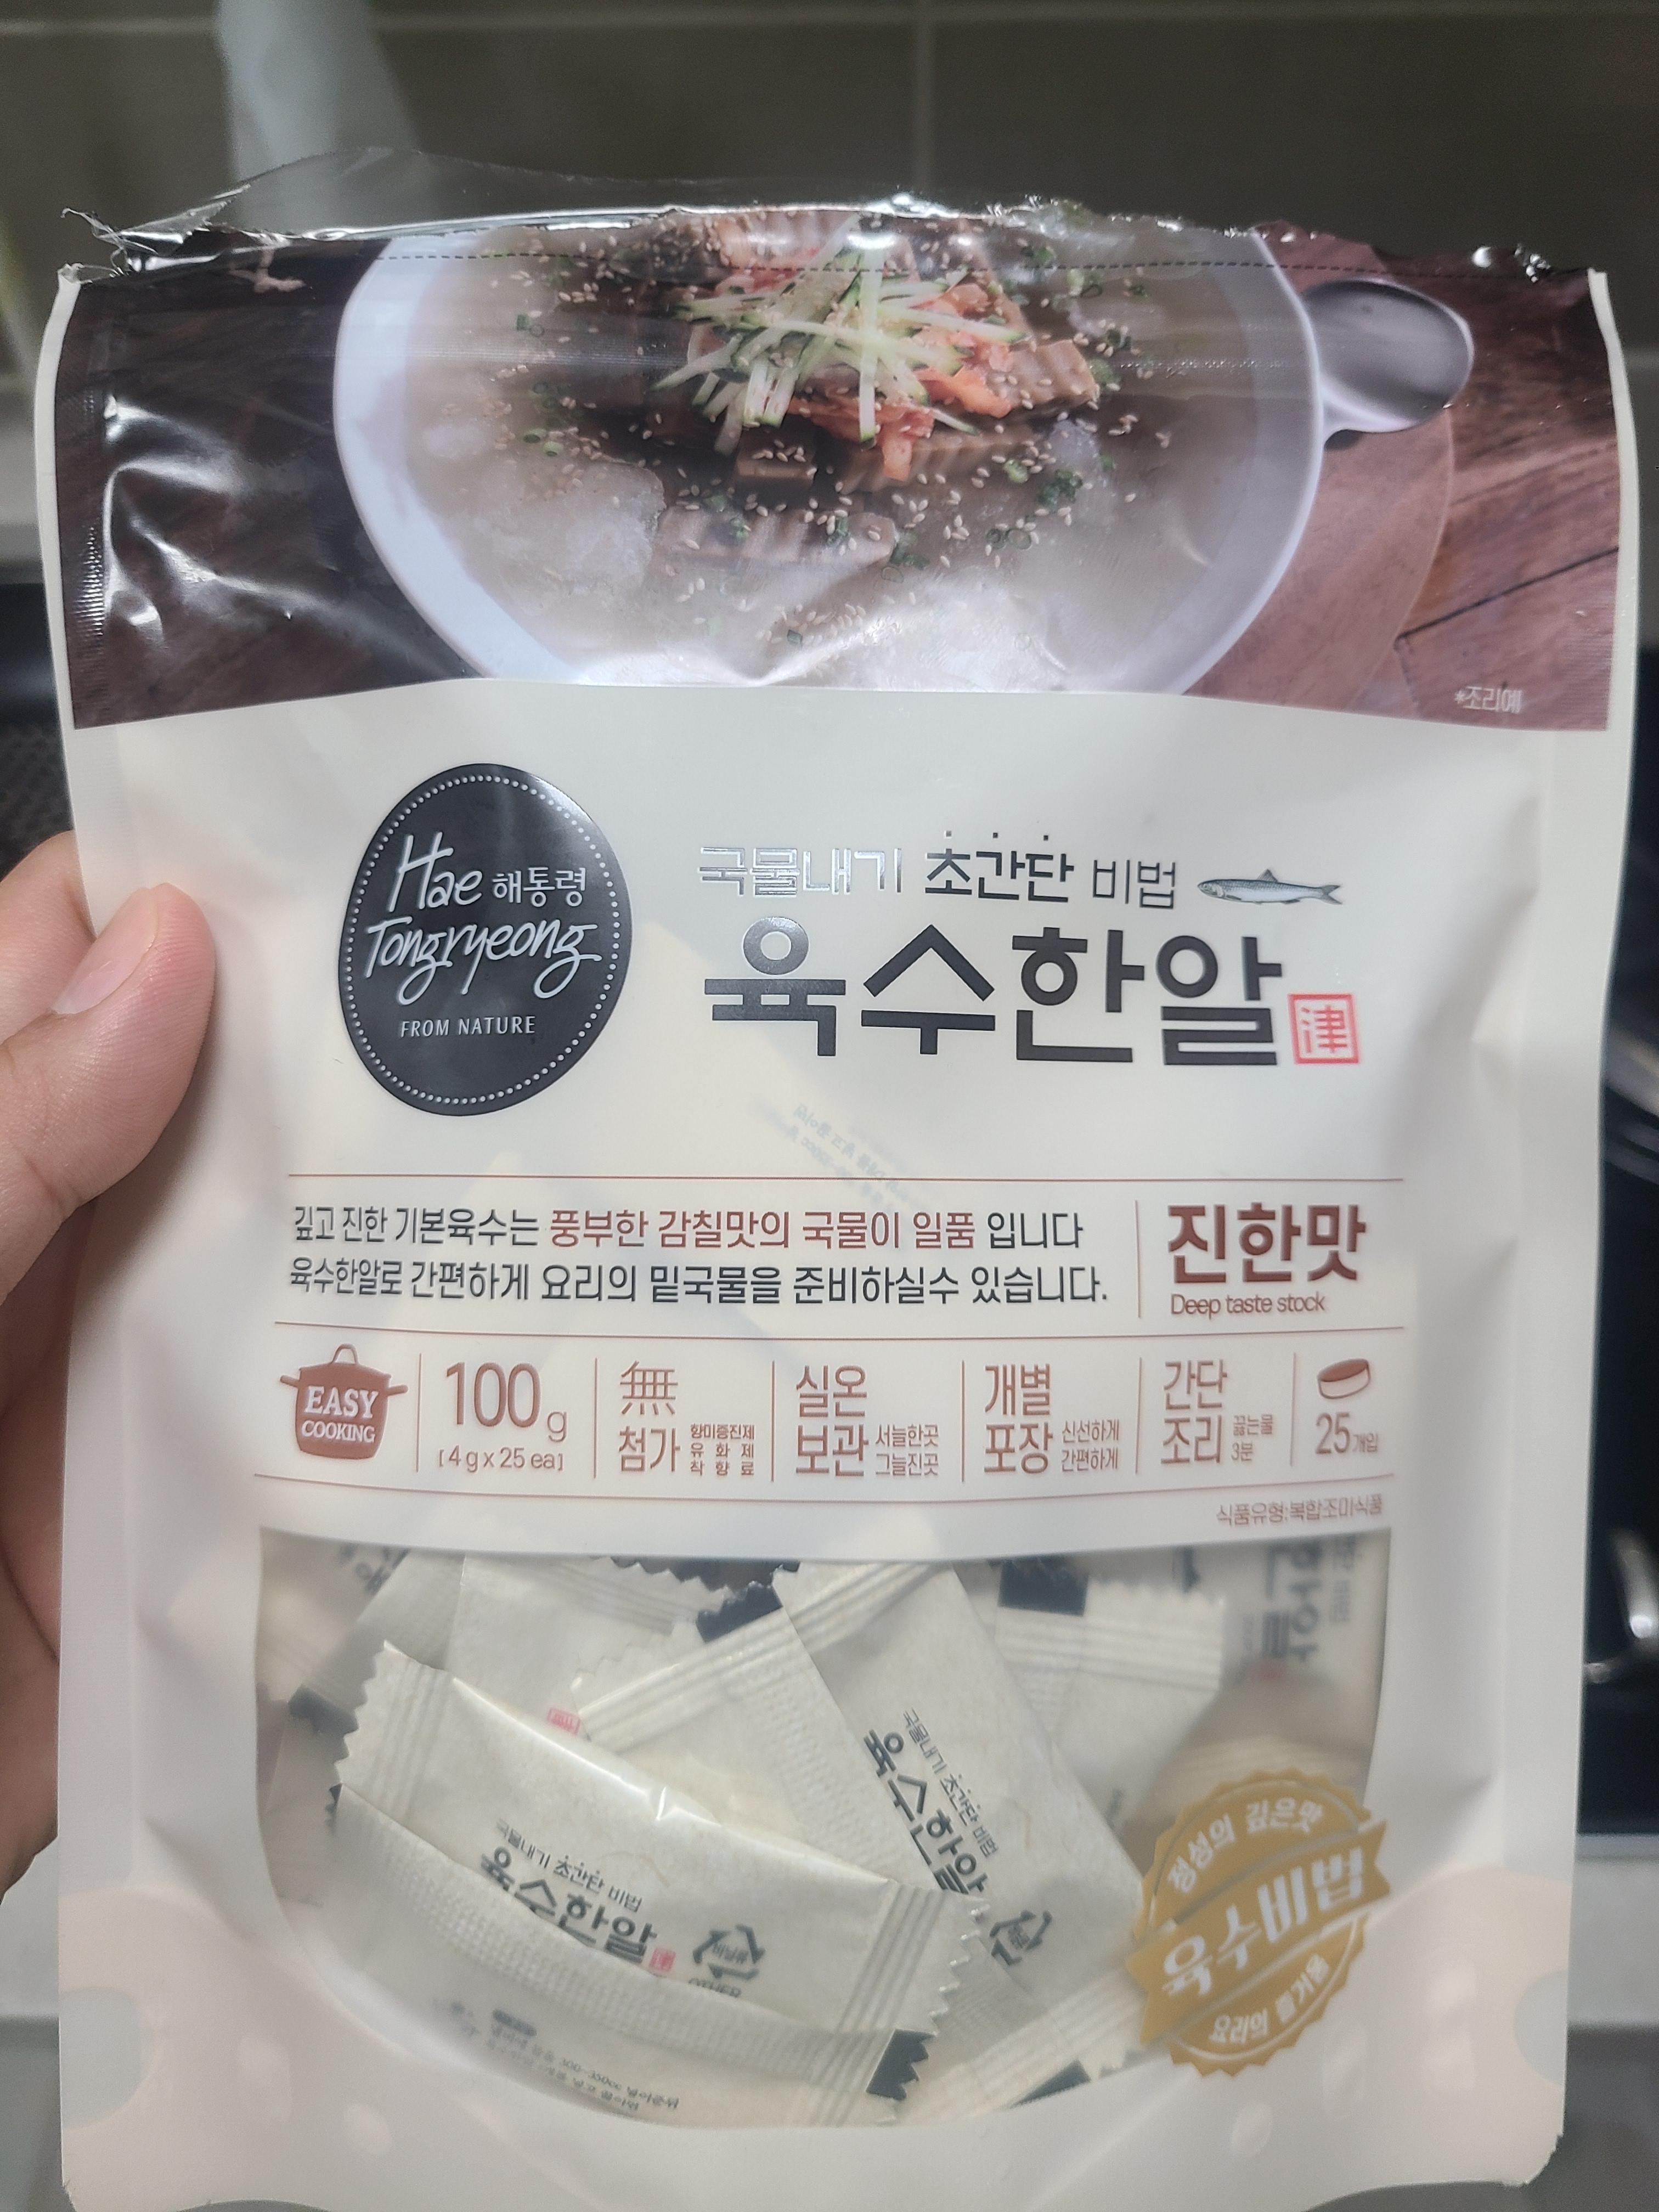 *조리예
Hae 해통령
Tongryeong
FROM NATURE
국물내기 초간단 비법
육수한알 津
깊고 진한 기본육수는 풍부한 감칠맛의 국물이 일품 입니다
육수한알로 간편하게 요리의 밑국물을 준비하실수 있습니다.
진한맛
Deep taste stock
EASY
COOKING
100g
[4g x 25 ea]
無
첨가
향미증진제
유화제
착향료
실온
보관
서늘한곳
그늘진곳
개별
포장
신선하게
간편하게
간단
조리
끓는물
3분
25개입
식품유형:복합조미식품
국물내기 초간단 비법
육수한알
국물내기 초간단 비법
육수한알
OTHER
한알
정성의 깊은맛
육수비법
요리의 즐거움